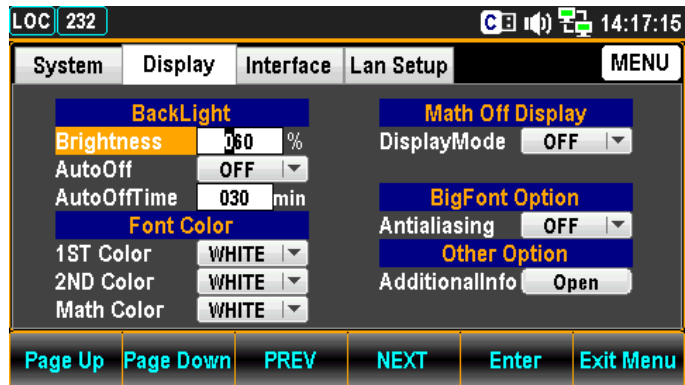 LOC 232 C 14:17:15
System Display Interface Lan Setup MENU
BackLight
Brightness 060 %
AutoOff OFF
AutoOffTime 030 min
Font Color
1ST Color WHITE
2ND Color WHITE
Math Color WHITE
Math Off Display
DisplayMode OFF
BigFont Option
Antialiasing OFF
Other Option
AdditionalInfo Open
Page Up Page Down PREV NEXT Enter Exit Menu